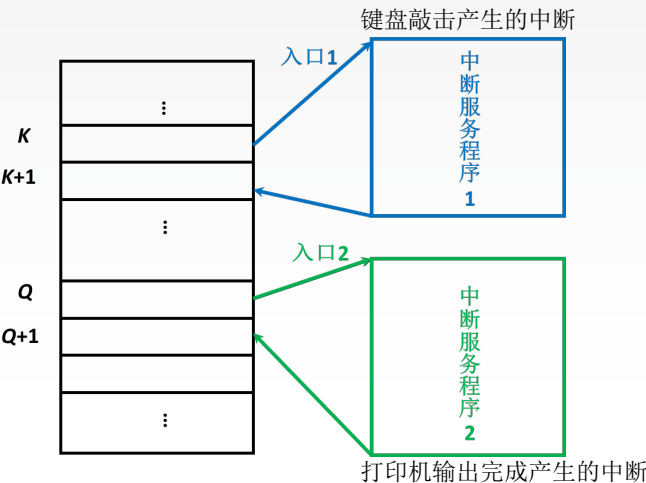 键盘敲击产生的中断
入口1
中断服务程序1
⋮
K
K+1
⋮
入口2
Q
Q+1
中断服务程序2
⋮
打印机输出完成产生的中断